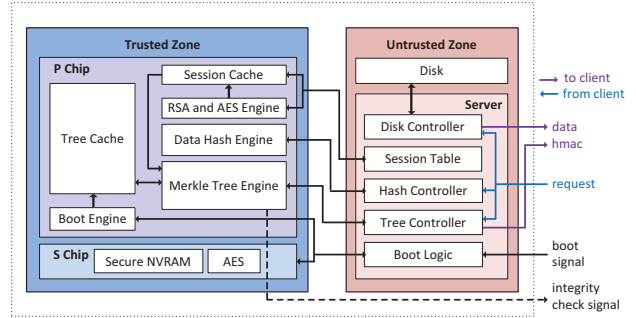 Trusted Zone
P Chip
Session Cache
RSA and AES Engine
Tree Cache
Data Hash Engine
Merkle Tree Engine
Boot Engine
S Chip
Secure NVRAM
AES
Untrusted Zone
Disk
Server
Disk Controller
Session Table
Hash Controller
Tree Controller
Boot Logic
to client
from client
data
hmac
request
boot
signal
integrity
check signal